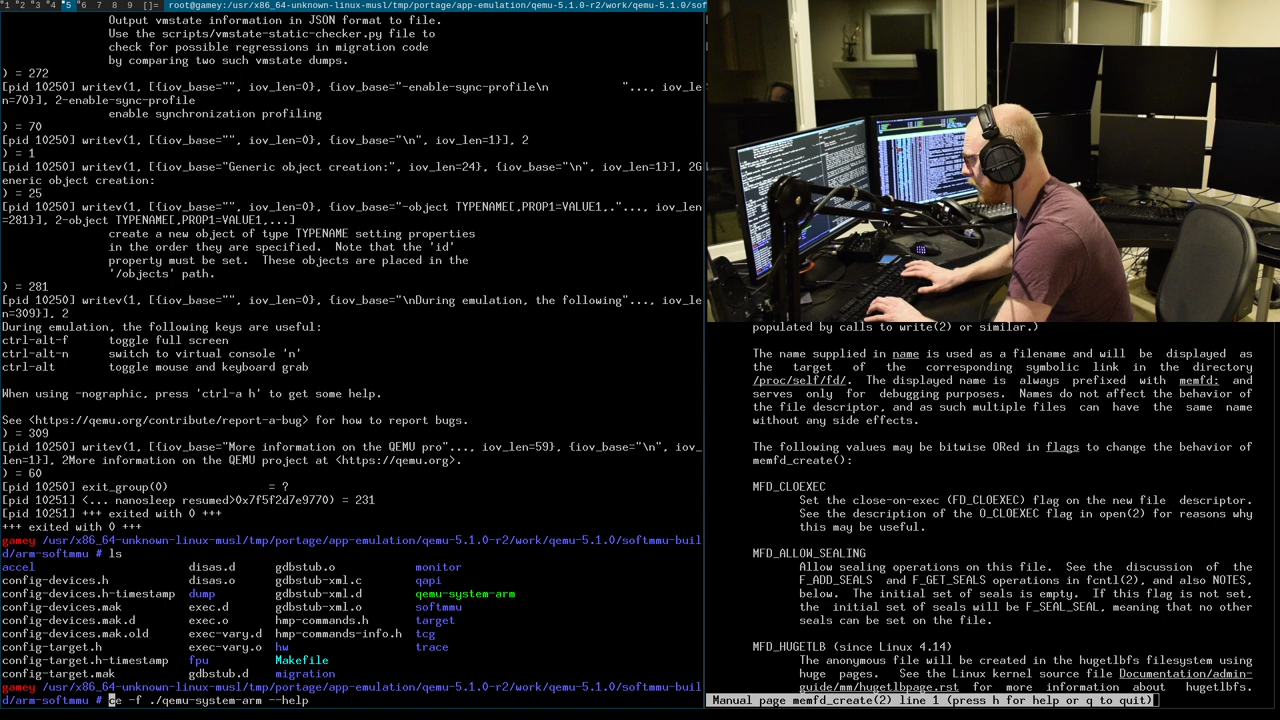 1 2 3 4 5 6 7 8 9 []= root@gamey:/usr/x86_64-unknown-linux-musl/tmp/portage/app-emulation/qemu-5.1.0-r2/work/qemu-5.1.0/sof
Output vmstate information in JSON format to file.
Use the scripts/vmstate-static-checker.py file to
check for possible regressions in migration code
by comparing two such vmstate dumps.
) = 272
[pid 10250] writev(1, [{iov_base="", iov_len=0}, {iov_base="-enable-sync-profile\n "..., iov_le
n=70}], 2-enable-sync-profile
enable synchronization profiling
) = 70
[pid 10250] writev(1, [{iov_base="", iov_len=0}, {iov_base="\n", iov_len=1}], 2
) = 1
[pid 10250] writev(1, [{iov_base="Generic object creation:", iov_len=24}, {iov_base="\n", iov_len=1}], 2G
eneric object creation:
) = 25
[pid 10250] writev(1, [{iov_base="", iov_len=0}, {iov_base="-object TYPENAME[,PROP1=VALUE1,."..., iov_len
=281}], 2-object TYPENAME[,PROP1=VALUE1,...]
create a new object of type TYPENAME setting properties
in the order they are specified.  Note that the 'id'
property must be set.  These objects are placed in the
'/objects' path.
) = 281
[pid 10250] writev(1, [{iov_base="", iov_len=0}, {iov_base="\nDuring emulation, the following"..., iov_le
n=309}], 2
During emulation, the following keys are useful:
ctrl-alt-f      toggle full screen
ctrl-alt-n      switch to virtual console 'n'
ctrl-alt        toggle mouse and keyboard grab
When using -nographic, press 'ctrl-a h' to get some help.
See <https://qemu.org/contribute/report-a-bug> for how to report bugs.
) = 309
[pid 10250] writev(1, [{iov_base="More information on the QEMU pro"..., iov_len=59}, {iov_base="\n", iov_
len=1}], 2More information on the QEMU project at <https://qemu.org>.
) = 60
[pid 10250] exit_group(0)               = ?
[pid 10251] <... nanosleep resumed>0x7f5f2d7e9770) = 231
[pid 10251] +++ exited with 0 +++
+++ exited with 0 +++
gamey /usr/x86_64-unknown-linux-musl/tmp/portage/app-emulation/qemu-5.1.0-r2/work/qemu-5.1.0/softmmu-buil
d/arm-softmmu # ls
accel disas.d gdbstub.o monitor
config-devices.h disas.o gdbstub-xml.c qapi
config-devices.h-timestamp dump gdbstub-xml.d qemu-system-arm
config-devices.mak exec.d gdbstub-xml.o softmmu
config-devices.mak.d exec.o hmp-commands.h target
config-devices.mak.old exec-vary.d hmp-commands-info.h tcg
config-target.h exec-vary.o hw trace
config-target.h-timestamp fpu Makefile
config-target.mak gdbstub.d migration
gamey /usr/x86_64-unknown-linux-musl/tmp/portage/app-emulation/qemu-5.1.0-r2/work/qemu-5.1.0/softmmu-buil
d/arm-softmmu # ce -f ./qemu-system-arm --help
populated by calls to write(2) or similar.)
The name supplied in name is used as a filename and will be displayed as
the target of the corresponding symbolic link in the directory
/proc/self/fd/. The displayed name is always prefixed with memfd: and
serves only for debugging purposes. Names do not affect the behavior of
the file descriptor, and as such multiple files can have the same name
without any side effects.
The following values may be bitwise ORed in flags to change the behavior of
memfd_create():
MFD_CLOEXEC
Set the close-on-exec (FD_CLOEXEC) flag on the new file descriptor.
See the description of the O_CLOEXEC flag in open(2) for reasons why
this may be useful.
MFD_ALLOW_SEALING
Allow sealing operations on this file. See the discussion of the
F_ADD_SEALS and F_GET_SEALS operations in fcntl(2), and also NOTES,
below. The initial set of seals is empty. If this flag is not set,
the initial set of seals will be F_SEAL_SEAL, meaning that no other
seals can be set on the file.
MFD_HUGETLB (since Linux 4.14)
The anonymous file will be created in the hugetlbfs filesystem using
huge pages. See the Linux kernel source file Documentation/admin-
guide/mm/hugetlbpage.rst for more information about hugetlbfs.
Manual page memfd_create(2) line 1 (press h for help or q to quit)